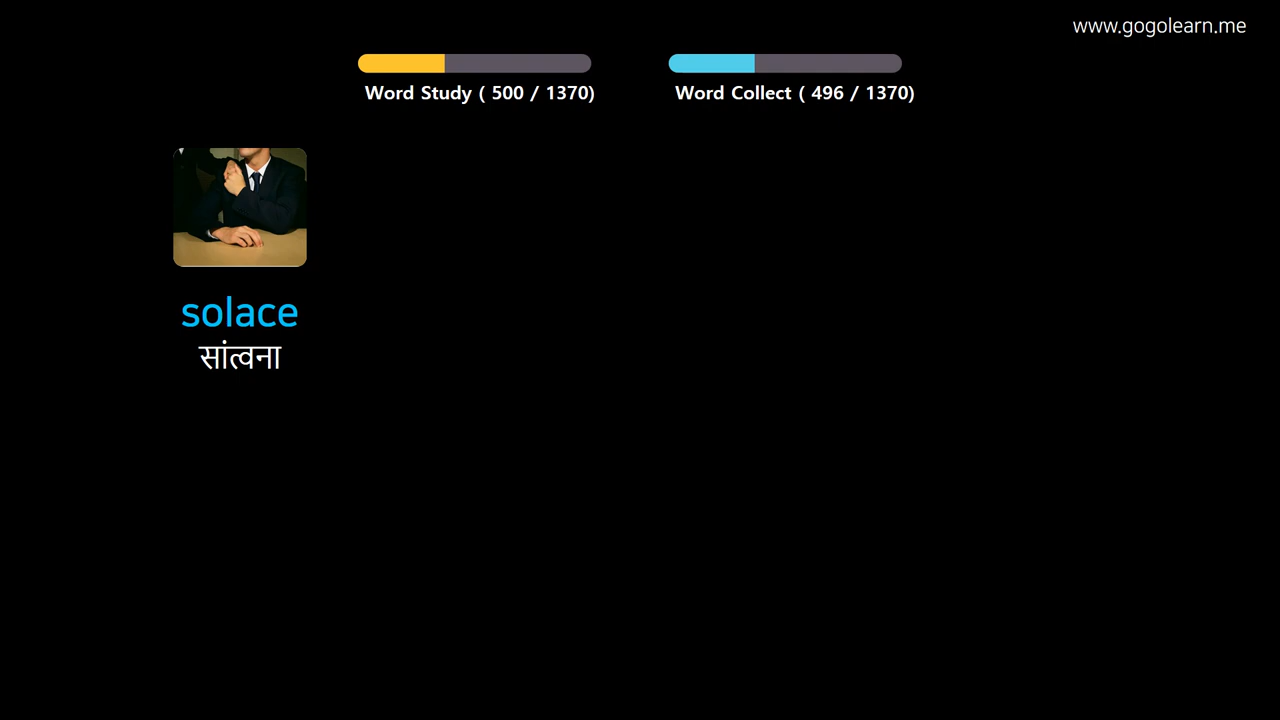 www.gogolearn.me
Word Study ( 500 / 1370)
Word Collect ( 496 / 1370)
solace
सांत्वना